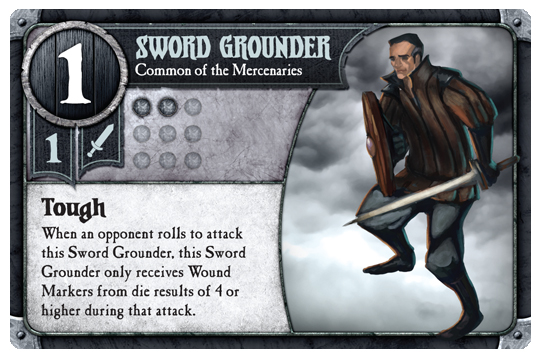 1
SWORD GROUNDER
Common of the Mercenaries
1
Tough
When an opponent rolls to attack
this Sword Grounder, this Sword
Grounder only receives Wound
Markers from die results of 4 or
higher during that attack.